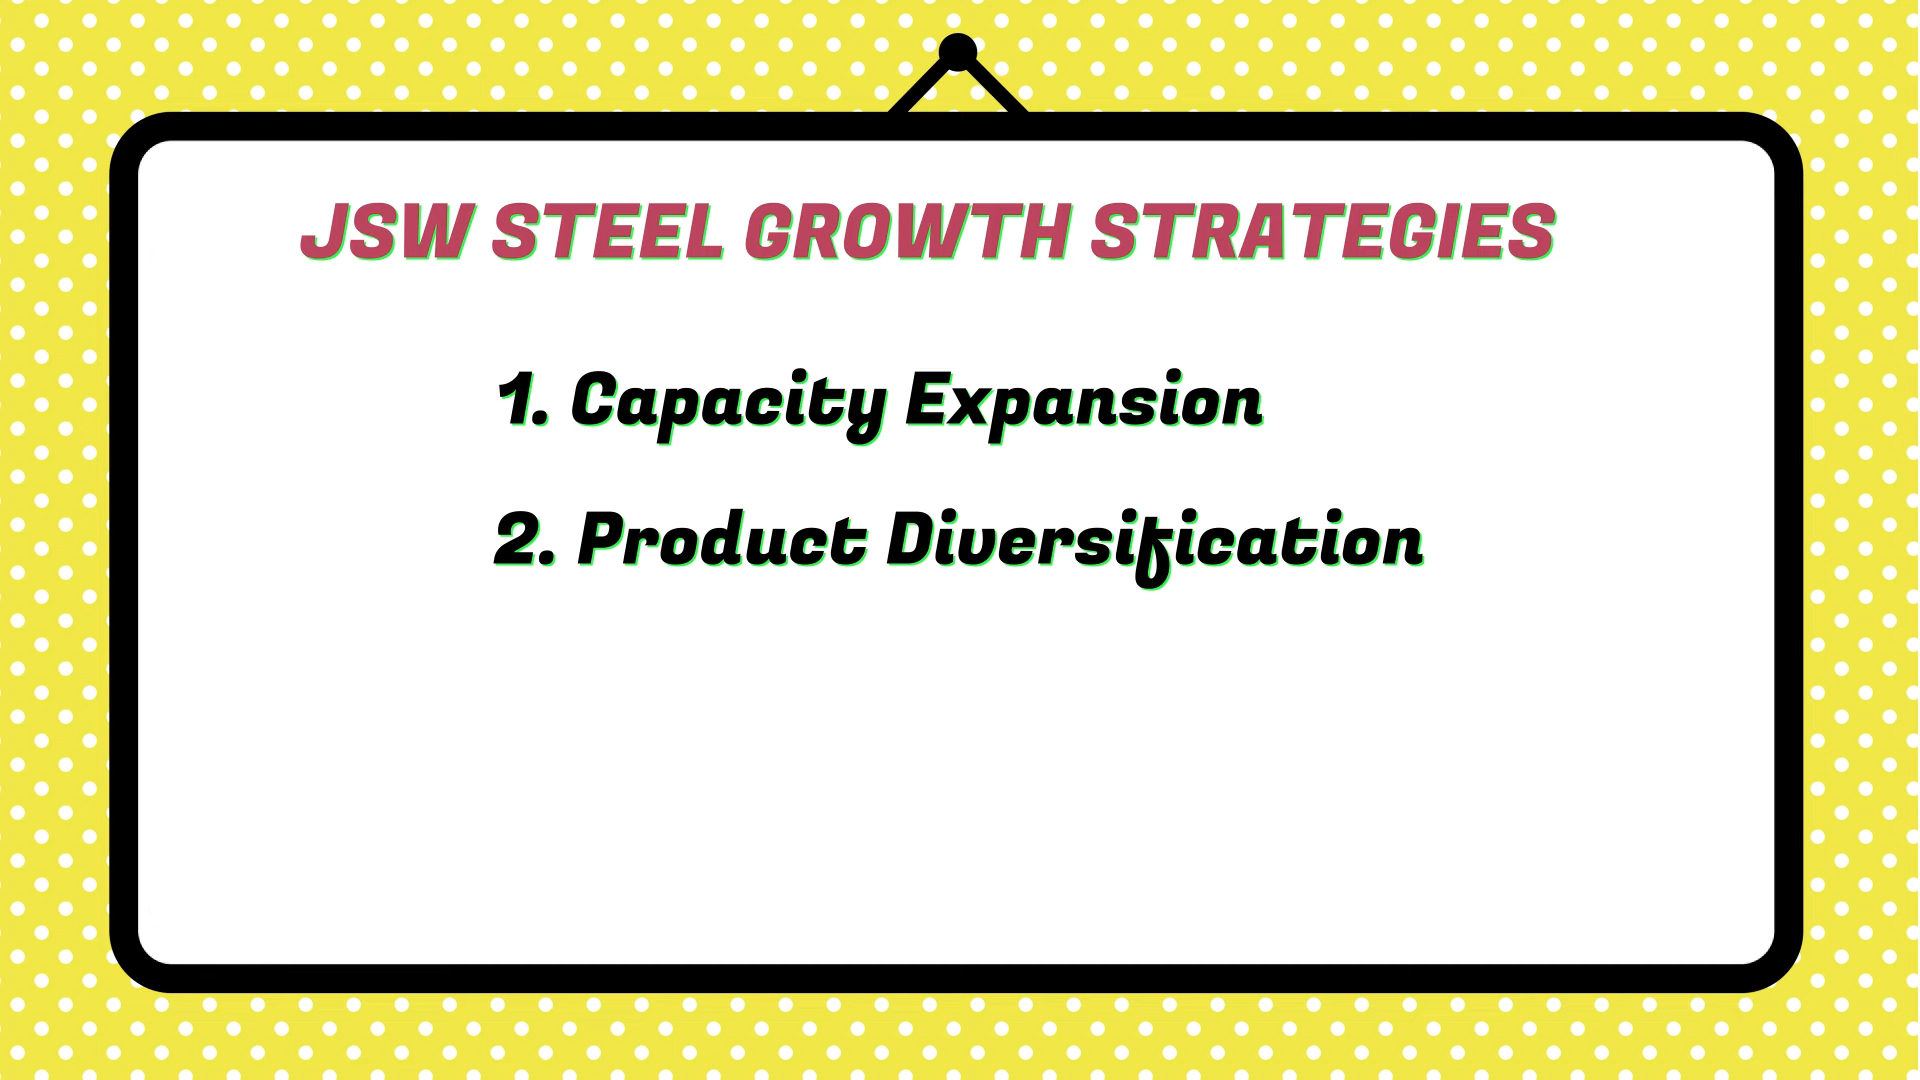 JSW STEEL GROWTH STRATEGIES
1. Capacity Expansion
2. Product Diversification